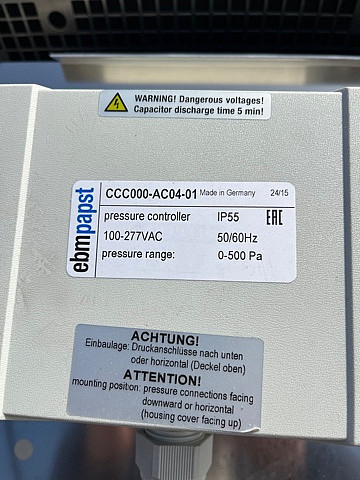 WARNING! Dangerous voltages!
Capacitor discharge time 5 min!
ebmpapst
CCC000-AC04-01 Made in Germany 24/15
pressure controller IP55 EAC
100-277VAC 50/60Hz
pressure range: 0-500 Pa
ACHTUNG!
Einbaulage: Druckanschlüsse nach unten
oder horizontal (Deckel oben)
ATTENTION!
mounting position: pressure connections facing
downward or horizontal
(housing cover facing up)